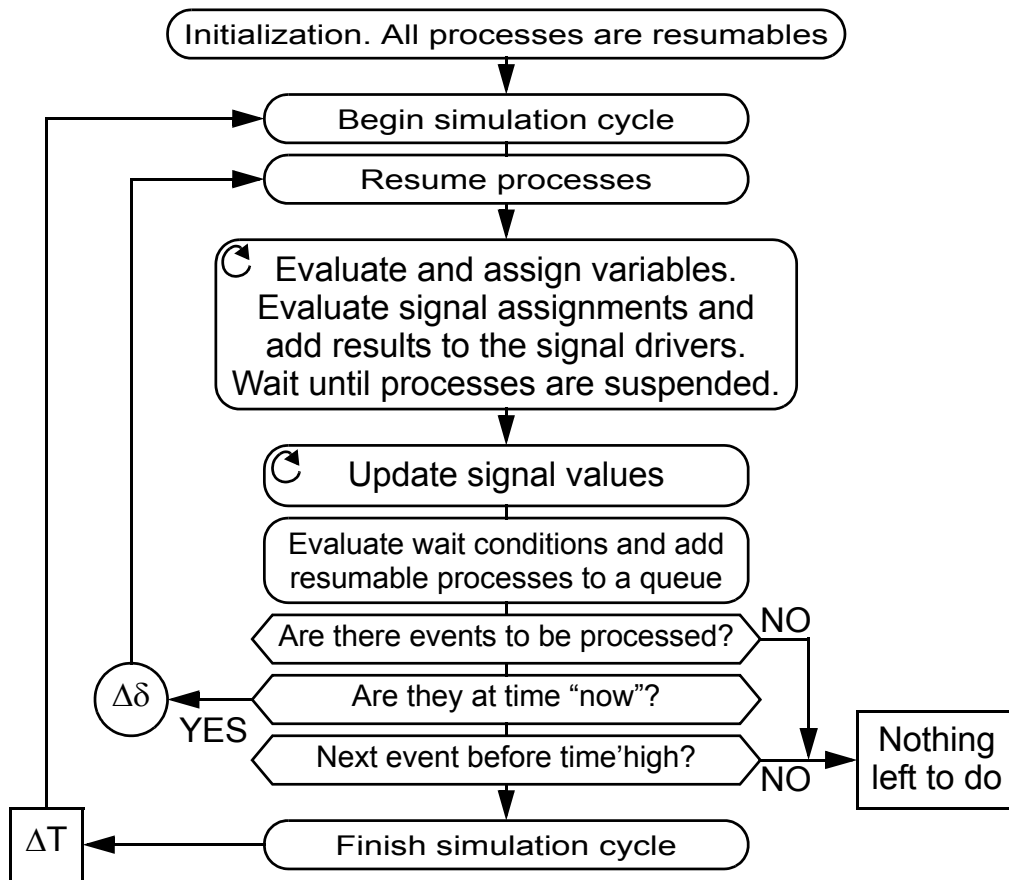 Initialization. All processes are resumables
Begin simulation cycle
Resume processes
Evaluate and assign variables.
Evaluate signal assignments and
add results to the signal drivers.
Wait until processes are suspended.
Update signal values
Evaluate wait conditions and add
resumable processes to a queue
Are there events to be processed?
NO
Δδ
YES
Are they at time “now”?
Next event before time’high?
NO
Nothing
left to do
ΔT
Finish simulation cycle